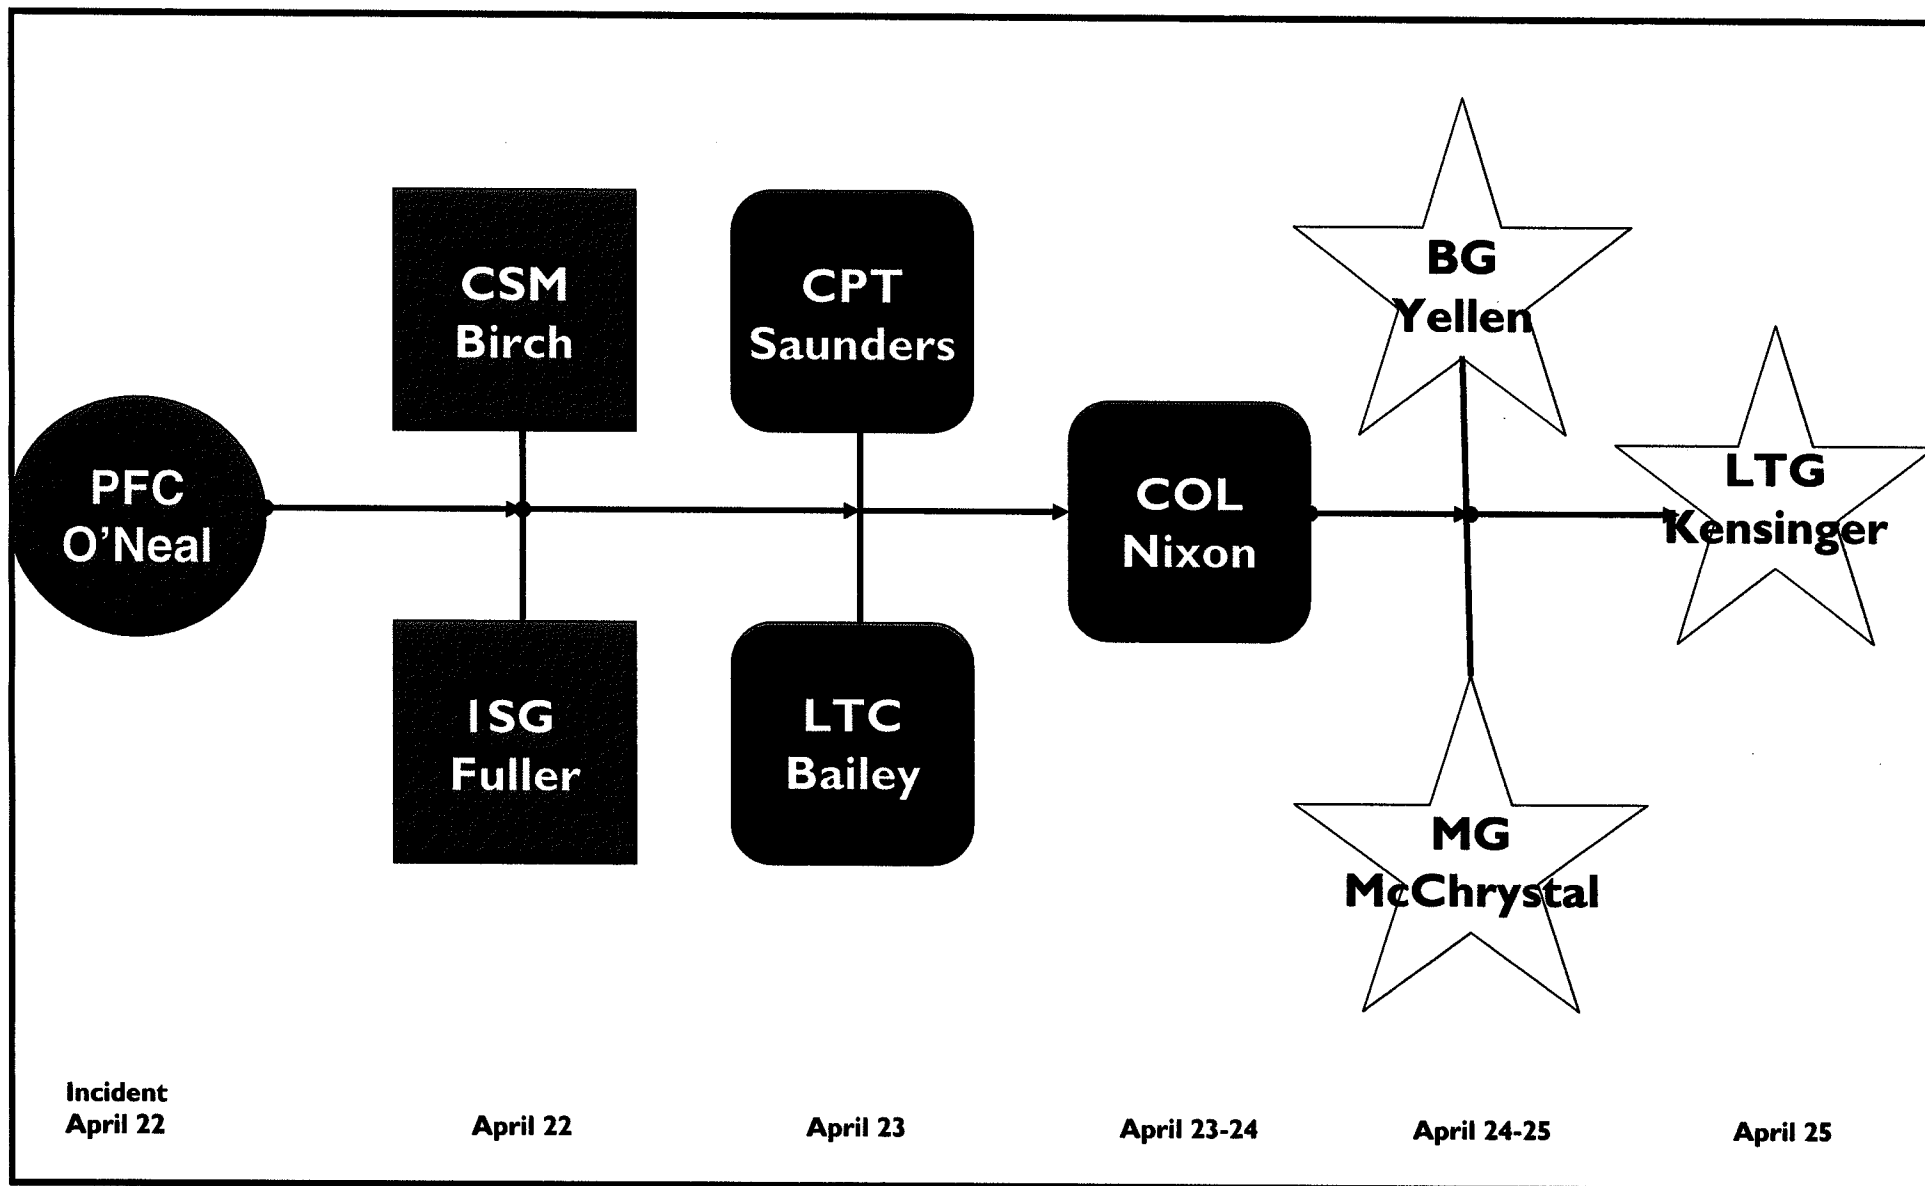 PFC
O'Neal
CSM
Birch
ISG
Fuller
CPT
Saunders
LTC
Bailey
COL
Nixon
BG
Yellen
MG
McChrystal
LTG
Kensinger
Incident
April 22
April 22
April 23
April 23-24
April 24-25
April 25